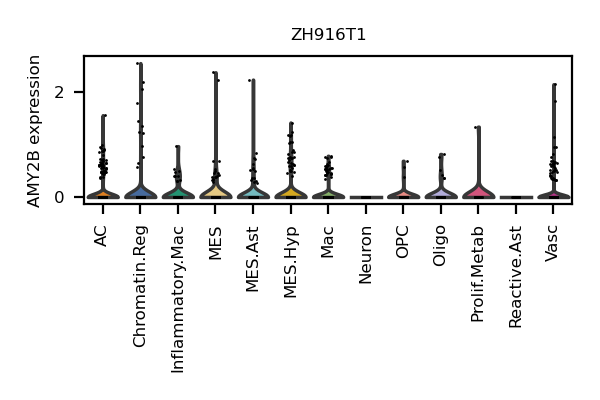 ZH916T1
AMY2B expression
2
0
AC
Chromatin.Reg
Inflammatory.Mac
MES
MES.Ast
MES.Hyp
Mac
Neuron
OPC
Oligo
Prolif.Metab
Reactive.Ast
Vasc